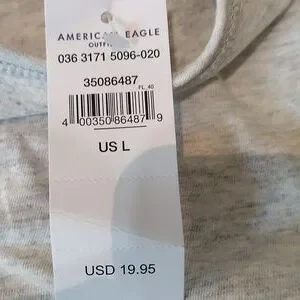 AMERICAN EAGLE
OUTFITTERS
036 3171 5096-020
35086487
FL 40
4 00350 86487 9
US L
USD 19.95